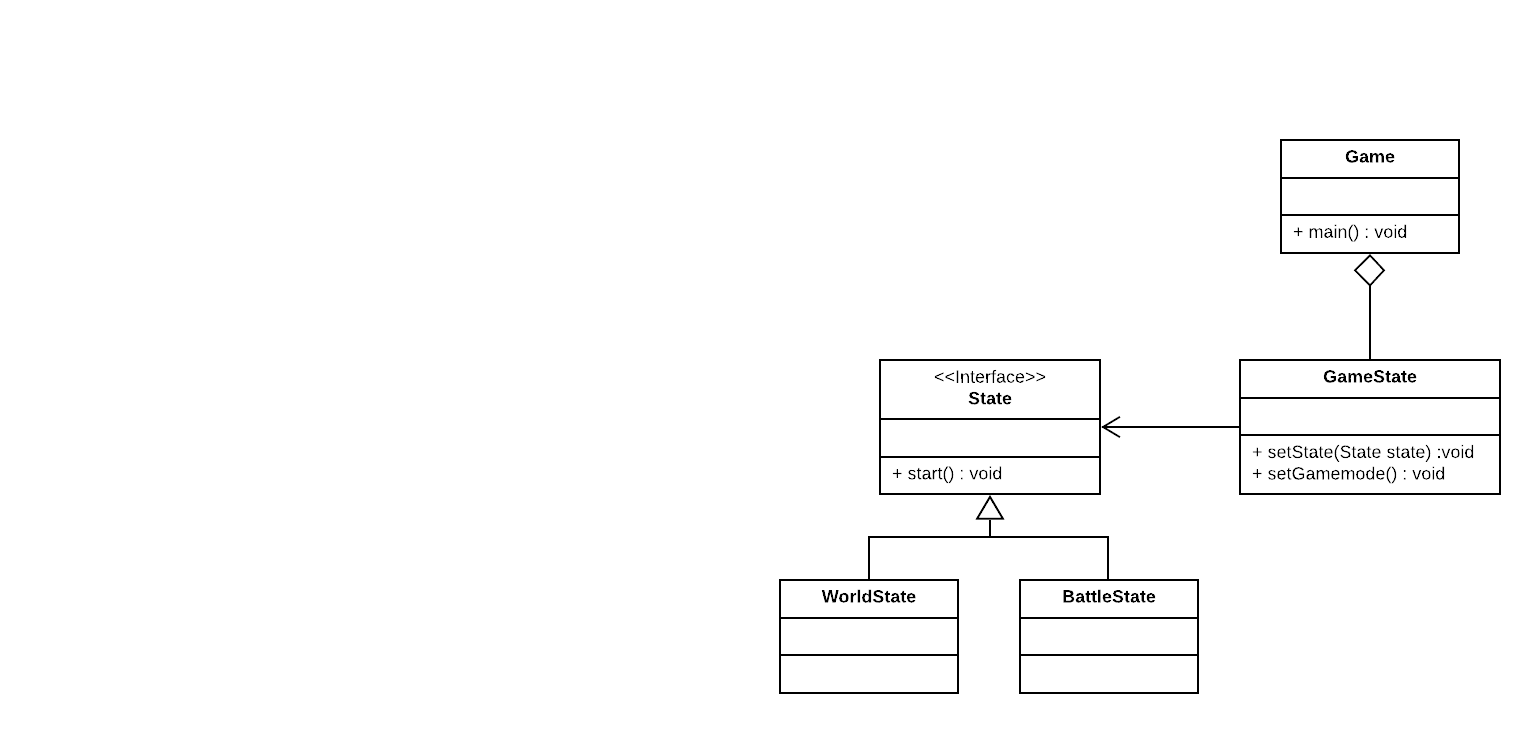 Game
+ main() : void
<<Interface>>
State
+ start() : void
GameState
+ setState(State state) :void
+ setGamemode() : void
WorldState
BattleState